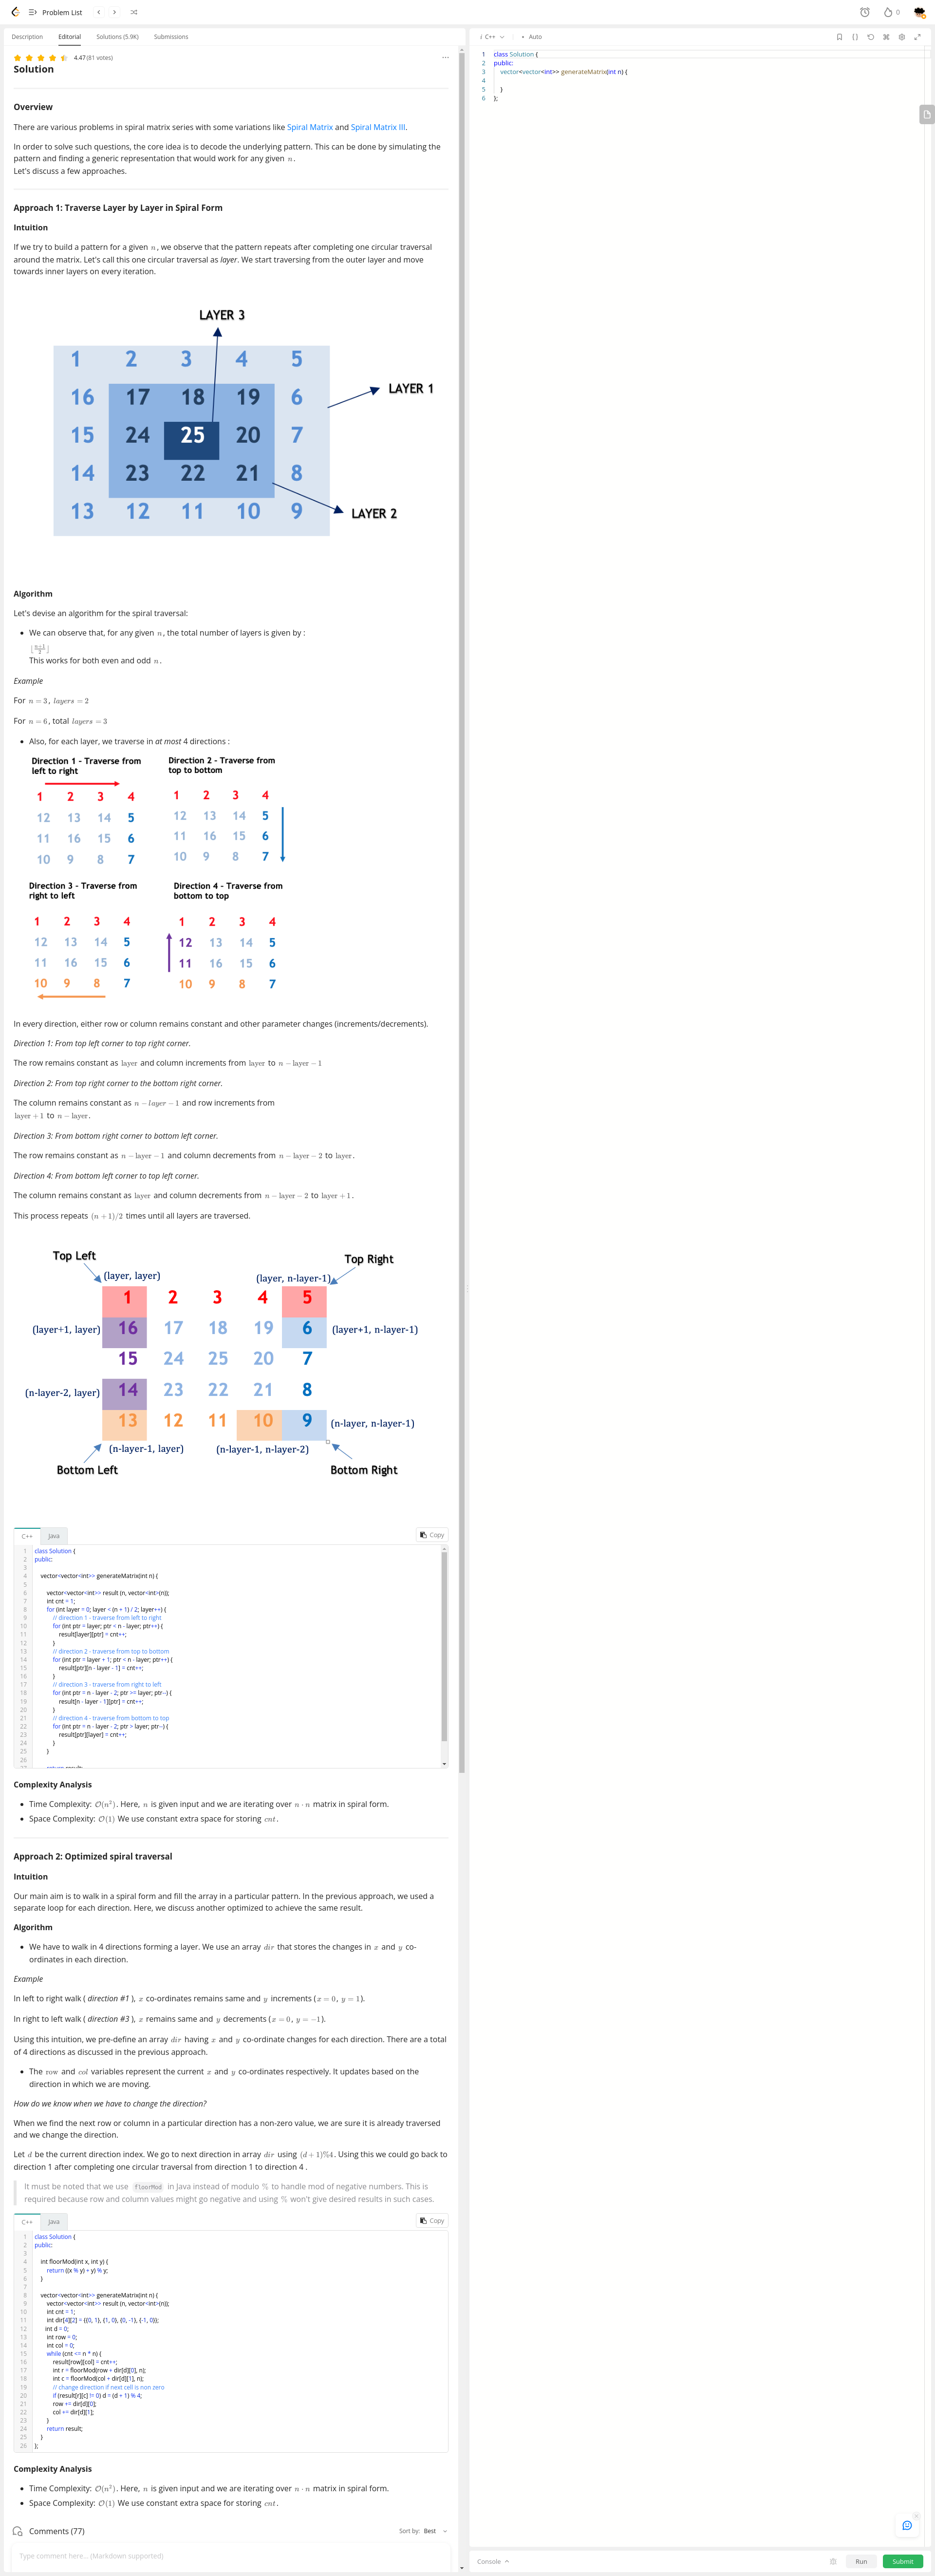 Problem List
0
Description Editorial Solutions (5.9K) Submissions
4.47 (81 votes)
Solution
Overview
There are various problems in spiral matrix series with some variations like Spiral Matrix and Spiral Matrix III.
In order to solve such questions, the core idea is to decode the underlying pattern. This can be done by simulating the
pattern and finding a generic representation that would work for any given n.
Let's discuss a few approaches.
Approach 1: Traverse Layer by Layer in Spiral Form
Intuition
If we try to build a pattern for a given n, we observe that the pattern repeats after completing one circular traversal
around the matrix. Let's call this one circular traversal as layer. We start traversing from the outer layer and move
towards inner layers on every iteration.
LAYER 3
1 2 3 4 5
LAYER 1
16 17 18 19 6
15 24 25 20 7
14 23 22 21 8
13 12 11 10 9
LAYER 2
Algorithm
Let's devise an algorithm for the spiral traversal:
• We can observe that, for any given n, the total number of layers is given by :
⌊(n+1)/2⌋
This works for both even and odd n.
Example
For n = 3, layers = 2
For n = 6, total layers = 3
• Also, for each layer, we traverse in at most 4 directions :
Direction 1 - Traverse from
left to right
1 2 3 4
12 13 14 5
11 16 15 6
10 9 8 7
Direction 2 - Traverse from
top to bottom
1 2 3 4
12 13 14 5
11 16 15 6
10 9 8 7
Direction 3 - Traverse from
right to left
1 2 3 4
12 13 14 5
11 16 15 6
10 9 8 7
Direction 4 - Traverse from
bottom to top
1 2 3 4
12 13 14 5
11 16 15 6
10 9 8 7
In every direction, either row or column remains constant and other parameter changes (increments/decrements).
Direction 1: From top left corner to top right corner.
The row remains constant as layer and column increments from layer to n − layer − 1
Direction 2: From top right corner to the bottom right corner.
The column remains constant as n − layer − 1 and row increments from
layer + 1 to n − layer.
Direction 3: From bottom right corner to bottom left corner.
The row remains constant as n − layer − 1 and column decrements from n − layer − 2 to layer.
Direction 4: From bottom left corner to top left corner.
The column remains constant as layer and column decrements from n − layer − 2 to layer + 1.
This process repeats (n + 1)/2 times until all layers are traversed.
Top Left
Top Right
(layer, layer)
(layer, n-layer-1)
1 2 3 4 5
(layer+1, layer) 16 17 18 19 6 (layer+1, n-layer-1)
15 24 25 20 7
(n-layer-2, layer) 14 23 22 21 8
13 12 11 10 9 (n-layer, n-layer-1)
(n-layer-1, layer)
(n-layer-1, n-layer-2)
Bottom Left
Bottom Right
C++ Java Copy
1 class Solution {
2 public:
3
4 vector<vector<int>> generateMatrix(int n) {
5
6 vector<vector<int>> result (n, vector<int>(n));
7 int cnt = 1;
8 for (int layer = 0; layer < (n + 1) / 2; layer++) {
9 // direction 1 - traverse from left to right
10 for (int ptr = layer; ptr < n - layer; ptr++) {
11 result[layer][ptr] = cnt++;
12 }
13 // direction 2 - traverse from top to bottom
14 for (int ptr = layer + 1; ptr < n - layer; ptr++) {
15 result[ptr][n - layer - 1] = cnt++;
16 }
17 // direction 3 - traverse from right to left
18 for (int ptr = n - layer - 2; ptr >= layer; ptr--) {
19 result[n - layer - 1][ptr] = cnt++;
20 }
21 // direction 4 - traverse from bottom to top
22 for (int ptr = n - layer - 2; ptr > layer; ptr--) {
23 result[ptr][layer] = cnt++;
24 }
25 }
26
Complexity Analysis
• Time Complexity: O(n²). Here, n is given input and we are iterating over n · n matrix in spiral form.
• Space Complexity: O(1) We use constant extra space for storing cnt.
Approach 2: Optimized spiral traversal
Intuition
Our main aim is to walk in a spiral form and fill the array in a particular pattern. In the previous approach, we used a
separate loop for each direction. Here, we discuss another optimized to achieve the same result.
Algorithm
• We have to walk in 4 directions forming a layer. We use an array dir that stores the changes in x and y co-
ordinates in each direction.
Example
In left to right walk ( direction #1 ), x co-ordinates remains same and y increments (x = 0, y = 1).
In right to left walk ( direction #3 ), x remains same and y decrements (x = 0, y = −1).
Using this intuition, we pre-define an array dir having x and y co-ordinate changes for each direction. There are a total
of 4 directions as discussed in the previous approach.
• The row and col variables represent the current x and y co-ordinates respectively. It updates based on the
direction in which we are moving.
How do we know when we have to change the direction?
When we find the next row or column in a particular direction has a non-zero value, we are sure it is already traversed
and we change the direction.
Let d be the current direction index. We go to next direction in array dir using (d + 1)%4. Using this we could go back to
direction 1 after completing one circular traversal from direction 1 to direction 4 .
It must be noted that we use floorMod in Java instead of modulo % to handle mod of negative numbers. This is
required because row and column values might go negative and using % won't give desired results in such cases.
C++ Java Copy
1 class Solution {
2 public:
3
4 int floorMod(int x, int y) {
5 return ((x % y) + y) % y;
6 }
7
8 vector<vector<int>> generateMatrix(int n) {
9 vector<vector<int>> result (n, vector<int>(n));
10 int cnt = 1;
11 int dir[4][2] = {{0, 1}, {1, 0}, {0, -1}, {-1, 0}};
12 int d = 0;
13 int row = 0;
14 int col = 0;
15 while (cnt <= n * n) {
16 result[row][col] = cnt++;
17 int r = floorMod(row + dir[d][0], n);
18 int c = floorMod(col + dir[d][1], n);
19 // change direction if next cell is non zero
20 if (result[r][c] != 0) d = (d + 1) % 4;
21 row += dir[d][0];
22 col += dir[d][1];
23 }
24 return result;
25 }
26 };
Complexity Analysis
• Time Complexity: O(n²). Here, n is given input and we are iterating over n · n matrix in spiral form.
• Space Complexity: O(1) We use constant extra space for storing cnt.
Comments (77) Sort by: Best
Type comment here... (Markdown supported)
i C++ • Auto
1 class Solution {
2 public:
3 vector<vector<int>> generateMatrix(int n) {
4
5 }
6 };
Console Run Submit